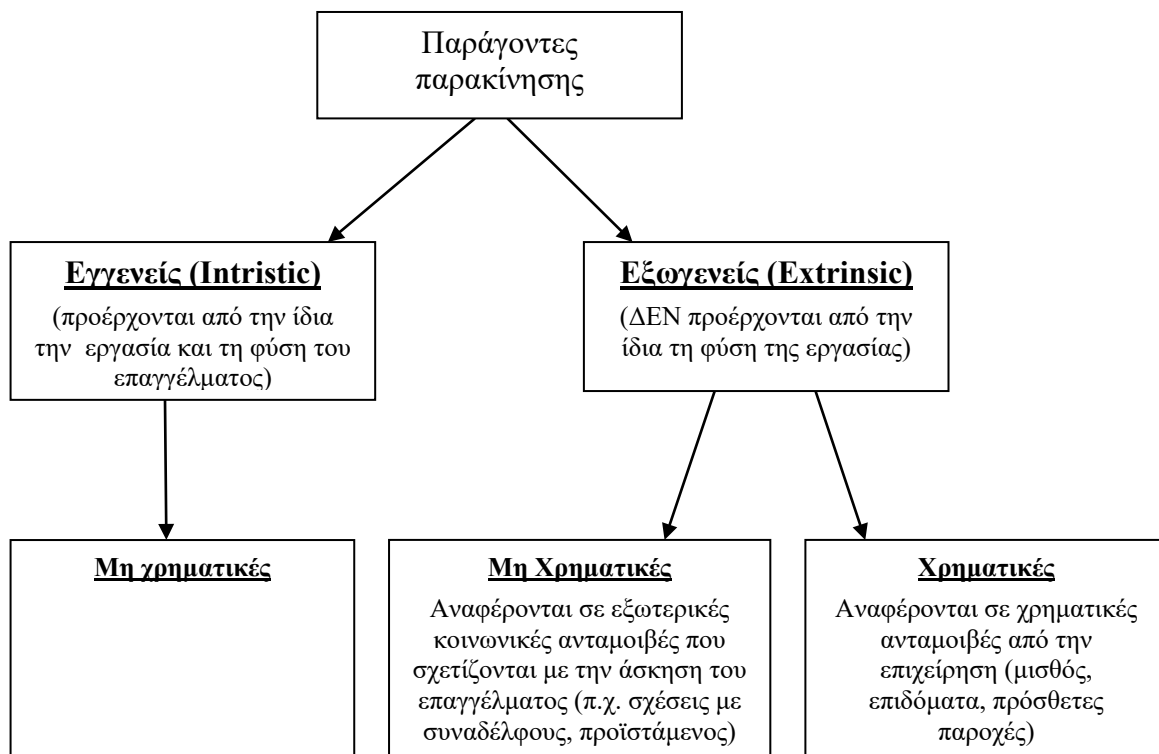 Παράγοντες
παρακίνησης
Εγγενείς (Intristic)
(προέρχονται από την ίδια
την εργασία και τη φύση του
επαγγέλματος)
Εξωγενείς (Extrinsic)
(ΔΕΝ προέρχονται από την
ίδια τη φύση της εργασίας)
Μη χρηματικές
Μη Χρηματικές
Αναφέρονται σε εξωτερικές
κοινωνικές ανταμοιβές που
σχετίζονται με την άσκηση του
επαγγέλματος (π.χ. σχέσεις με
συναδέλφους, προϊστάμενος)
Χρηματικές
Αναφέρονται σε χρηματικές
ανταμοιβές από την
επιχείρηση (μισθός,
επιδόματα, πρόσθετες
παροχές)